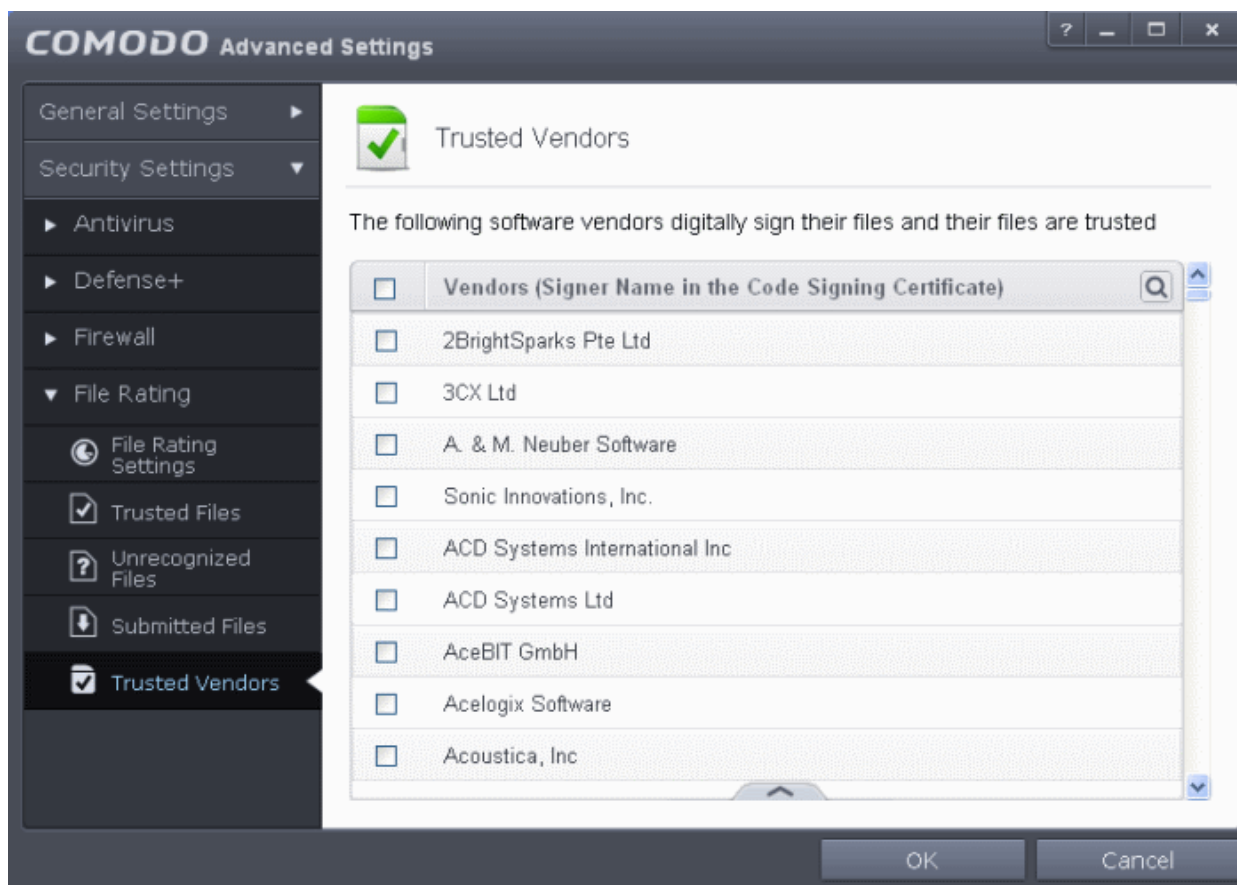 COMODO Advanced Settings
?
General Settings
Security Settings
Antivirus
Defense+
Firewall
File Rating
File Rating
Settings
Trusted Files
Unrecognized
Files
Submitted Files
Trusted Vendors
Trusted Vendors
The following software vendors digitally sign their files and their files are trusted
Vendors (Signer Name in the Code Signing Certificate)
2BrightSparks Pte Ltd
3CX Ltd
A. & M. Neuber Software
Sonic Innovations, Inc.
ACD Systems International Inc
ACD Systems Ltd
AceBIT GmbH
Acelogix Software
Acoustica, Inc
OK
Cancel